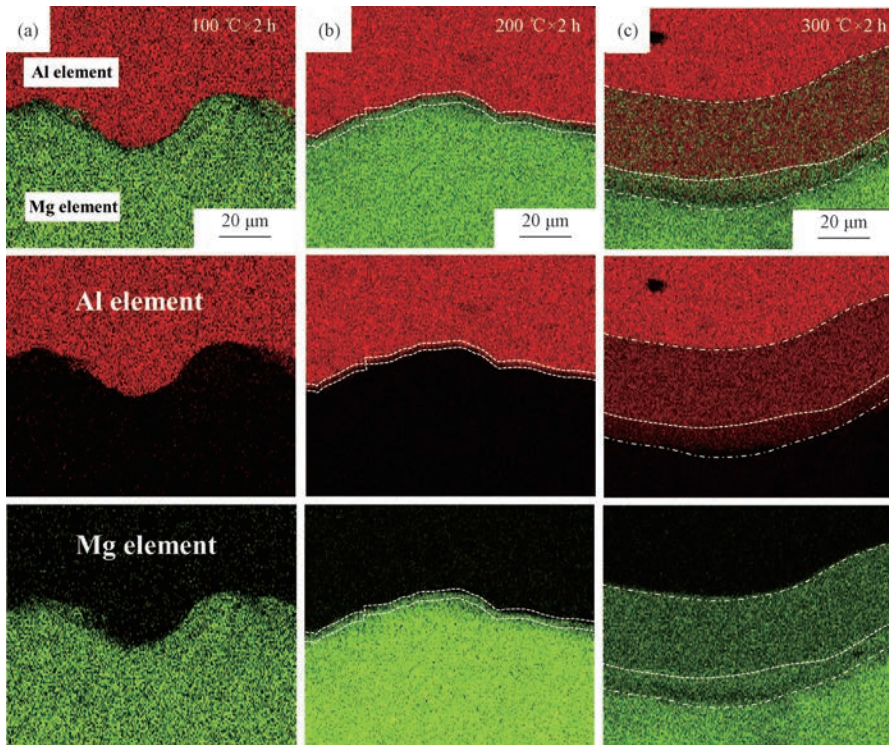 (a)
100 ℃×2 h
(b)
200 ℃×2 h
(c)
300 ℃×2 h
Al element
Mg element
20 μm
20 μm
20 μm
Al element
Mg element